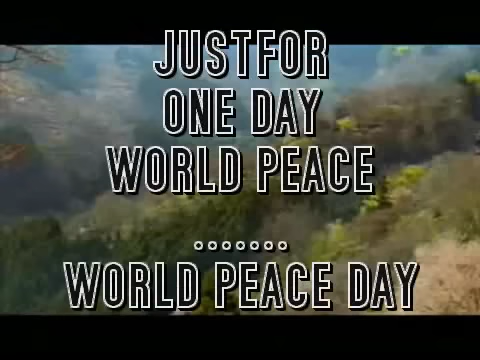 JUSTFOR
ONE DAY
WORLD PEACE
.......
WORLD PEACE DAY